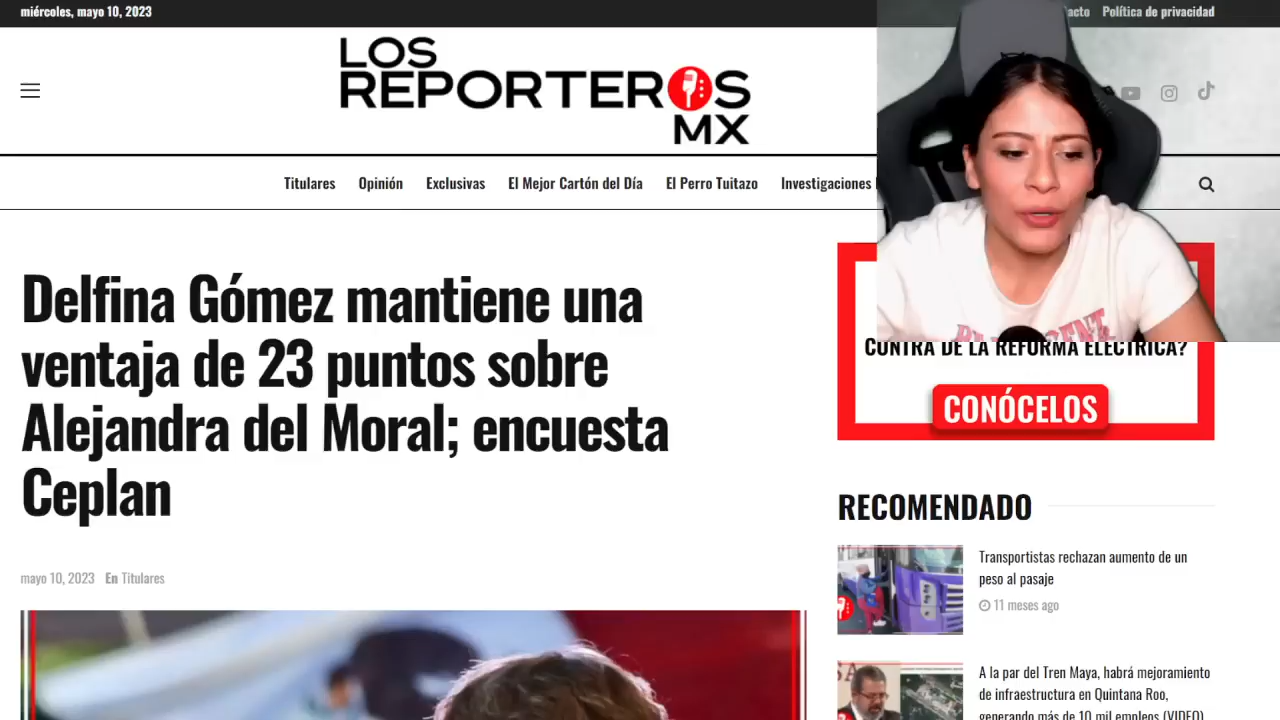 miércoles, mayo 10, 2023
acto Política de privacidad
LOS
REPORTEROS
MX
Titulares Opinión Exclusivas El Mejor Cartón del Día El Perro Tuitazo Investigaciones
Delfina Gómez mantiene una
ventaja de 23 puntos sobre
Alejandra del Moral; encuesta
Ceplan
mayo 10, 2023 En Titulares
CONTRA DE LA REFORMA ELÉCTRICA?
CONÓCELOS
RECOMENDADO
Transportistas rechazan aumento de un
peso al pasaje
11 meses ago
A la par del Tren Maya, habrá mejoramiento
de infraestructura en Quintana Roo,
generando más de 10 mil empleos (VIDEO)